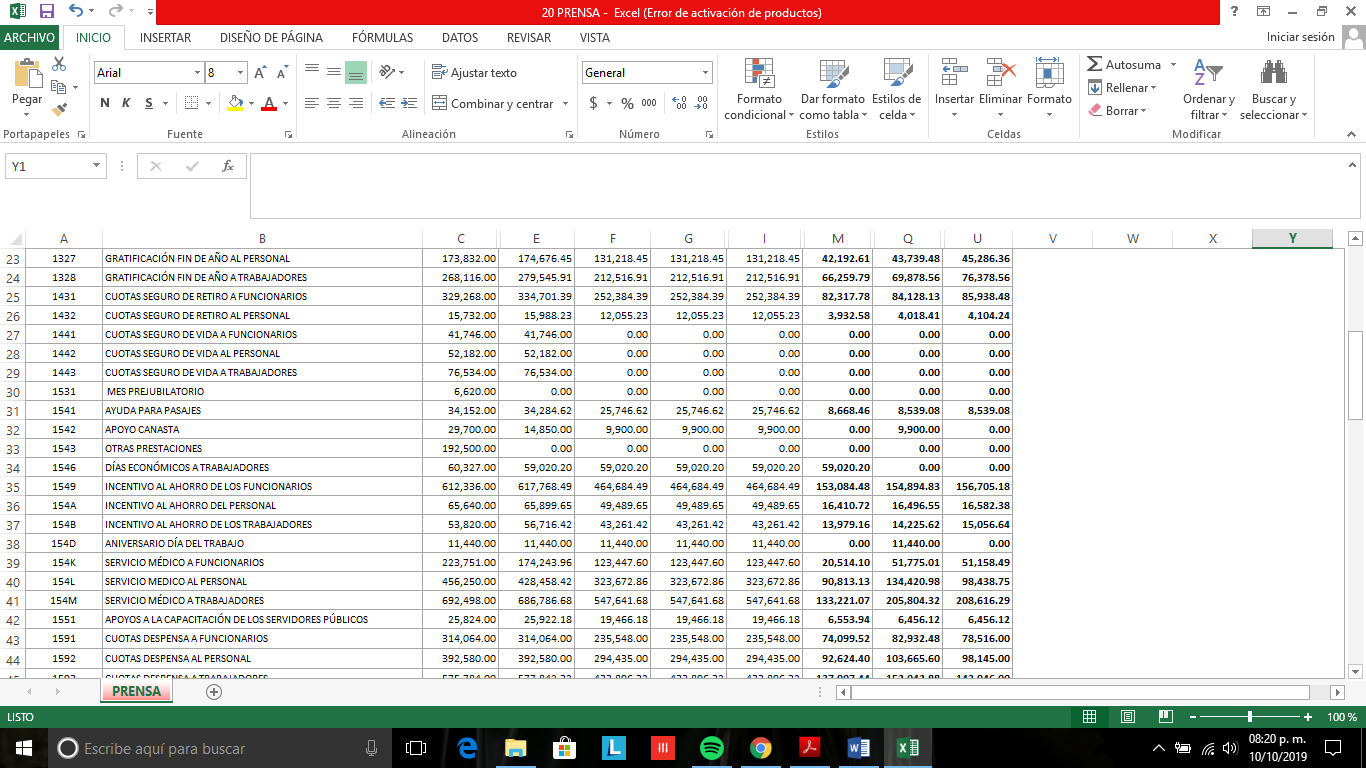 20 PRENSA - Excel (Error de activación de productos)
ARCHIVO INICIO INSERTAR DISEÑO DE PÁGINA FÓRMULAS DATOS REVISAR VISTA Iniciar sesión
Pegar Arial 8 Ajustar texto General Formato condicional Dar formato como tabla Estilos de celda Insertar Eliminar Formato Autosuma Rellenar Borrar Ordenar y filtrar Buscar y seleccionar
N K S Combinar y centrar $ % 000
Portapapeles Fuente Alineación Número Estilos Celdas Modificar
Y1 fx
A B C E F G I M Q U V W X Y
23 1327 GRATIFICACIÓN FIN DE AÑO AL PERSONAL 173,832.00 174,676.45 131,218.45 131,218.45 131,218.45 42,192.61 43,739.48 45,286.36
24 1328 GRATIFICACIÓN FIN DE AÑO A TRABAJADORES 268,116.00 279,545.91 212,516.91 212,516.91 212,516.91 66,259.79 69,878.56 76,378.56
25 1431 CUOTAS SEGURO DE RETIRO A FUNCIONARIOS 329,268.00 334,701.39 252,384.39 252,384.39 252,384.39 82,317.78 84,128.13 85,938.48
26 1432 CUOTAS SEGURO DE RETIRO AL PERSONAL 15,732.00 15,988.23 12,055.23 12,055.23 12,055.23 3,932.58 4,018.41 4,104.24
27 1441 CUOTAS SEGURO DE VIDA A FUNCIONARIOS 41,746.00 41,746.00 0.00 0.00 0.00 0.00 0.00 0.00
28 1442 CUOTAS SEGURO DE VIDA AL PERSONAL 52,182.00 52,182.00 0.00 0.00 0.00 0.00 0.00 0.00
29 1443 CUOTAS SEGURO DE VIDA A TRABAJADORES 76,534.00 76,534.00 0.00 0.00 0.00 0.00 0.00 0.00
30 1531 MES PREJUBILATORIO 6,620.00 0.00 0.00 0.00 0.00 0.00 0.00 0.00
31 1541 AYUDA PARA PASAJES 34,152.00 34,284.62 25,746.62 25,746.62 25,746.62 8,668.46 8,539.08 8,539.08
32 1542 APOYO CANASTA 29,700.00 14,850.00 9,900.00 9,900.00 9,900.00 0.00 9,900.00 0.00
33 1543 OTRAS PRESTACIONES 192,500.00 0.00 0.00 0.00 0.00 0.00 0.00 0.00
34 1546 DÍAS ECONÓMICOS A TRABAJADORES 60,327.00 59,020.20 59,020.20 59,020.20 59,020.20 59,020.20 0.00 0.00
35 1549 INCENTIVO AL AHORRO DE LOS FUNCIONARIOS 612,336.00 617,768.49 464,684.49 464,684.49 464,684.49 153,084.48 154,894.83 156,705.18
36 154A INCENTIVO AL AHORRO DEL PERSONAL 65,640.00 65,899.65 49,489.65 49,489.65 49,489.65 16,410.72 16,496.55 16,582.38
37 154B INCENTIVO AL AHORRO DE LOS TRABAJADORES 53,820.00 56,716.42 43,261.42 43,261.42 43,261.42 13,979.16 14,225.62 15,056.64
38 154D ANIVERSARIO DÍA DEL TRABAJO 11,440.00 11,440.00 11,440.00 11,440.00 11,440.00 0.00 11,440.00 0.00
39 154K SERVICIO MÉDICO A FUNCIONARIOS 223,751.00 174,243.96 123,447.60 123,447.60 123,447.60 20,514.10 51,775.01 51,158.49
40 154L SERVICIO MEDICO AL PERSONAL 456,250.00 428,458.42 323,672.86 323,672.86 323,672.86 90,813.13 134,420.98 98,438.75
41 154M SERVICIO MÉDICO A TRABAJADORES 692,498.00 686,786.68 547,641.68 547,641.68 547,641.68 133,221.07 205,804.32 208,616.29
42 1551 APOYOS A LA CAPACITACIÓN DE LOS SERVIDORES PÚBLICOS 25,824.00 25,922.18 19,466.18 19,466.18 19,466.18 6,553.94 6,456.12 6,456.12
43 1591 CUOTAS DESPENSA A FUNCIONARIOS 314,064.00 314,064.00 235,548.00 235,548.00 235,548.00 74,099.52 82,932.48 78,516.00
44 1592 CUOTAS DESPENSA AL PERSONAL 392,580.00 392,580.00 294,435.00 294,435.00 294,435.00 92,624.40 103,665.60 98,145.00
PRENSA
LISTO 100 %
Escribe aquí para buscar 08:20 p. m.
10/10/2019